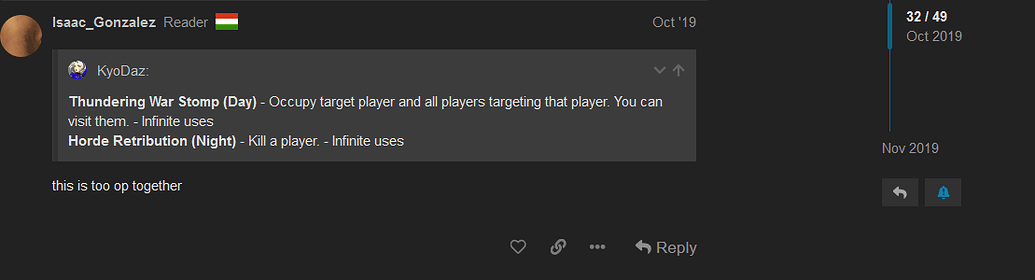 Isaac_Gonzalez Reader Oct '19
32 / 49
Oct 2019
KyoDaz:
Thundering War Stomp (Day) - Occupy target player and all players targeting that player. You can
visit them. - Infinite uses
Horde Retribution (Night) - Kill a player. - Infinite uses
Nov 2019
this is too op together
Reply